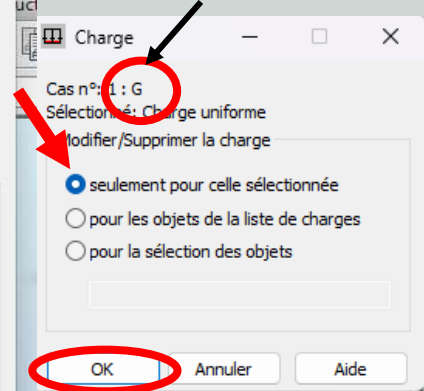 uct
Charge
Cas n°: 1 : G
Sélectionné: Charge uniforme
Modifier/Supprimer la charge
seulement pour celle sélectionnée
pour les objets de la liste de charges
pour la sélection des objets
OK Annuler Aide